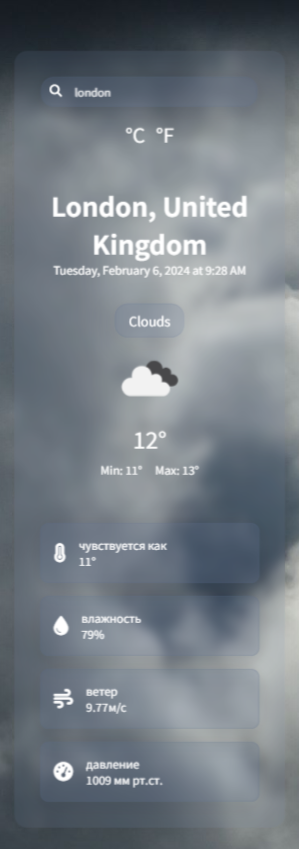 london
°C °F
London, United
Kingdom
Tuesday, February 6, 2024 at 9:28 AM
Clouds
12°
Min: 11° Max: 13°
чувствуется как
11°
влажность
79%
ветер
9.77м/с
давление
1009 мм рт.ст.